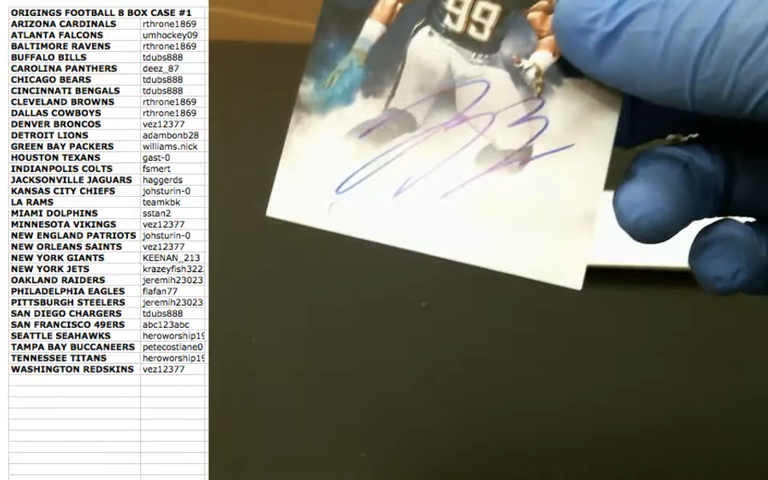 ORIGINGS FOOTBALL 8 BOX CASE #1
ARIZONA CARDINALS rthrone1869
ATLANTA FALCONS umhockey09
BALTIMORE RAVENS rthrone1869
BUFFALO BILLS tdubs888
CAROLINA PANTHERS deez_87
CHICAGO BEARS tdubs888
CINCINNATI BENGALS tdubs888
CLEVELAND BROWNS rthrone1869
DALLAS COWBOYS rthrone1869
DENVER BRONCOS vez12377
DETROIT LIONS adambonb28
GREEN BAY PACKERS williams.nick
HOUSTON TEXANS gast-0
INDIANPOLIS COLTS fsmert
JACKSONVILLE JAGUARS haggerds
KANSAS CITY CHIEFS johsturin-0
LA RAMS teamkbk
MIAMI DOLPHINS sstan2
MINNESOTA VIKINGS vez12377
NEW ENGLAND PATRIOTS johsturin-0
NEW ORLEANS SAINTS vez12377
NEW YORK GIANTS KEENAN_213
NEW YORK JETS krazeyfish322
OAKLAND RAIDERS jeremih23023
PHILADELPHIA EAGLES flafan77
PITTSBURGH STEELERS jeremih23023
SAN DIEGO CHARGERS tdubs888
SAN FRANCISCO 49ERS abc123abc
SEATTLE SEAHAWKS heroworship19
TAMPA BAY BUCCANEERS petecostiane0
TENNESSEE TITANS heroworship19
WASHINGTON REDSKINS vez12377
99